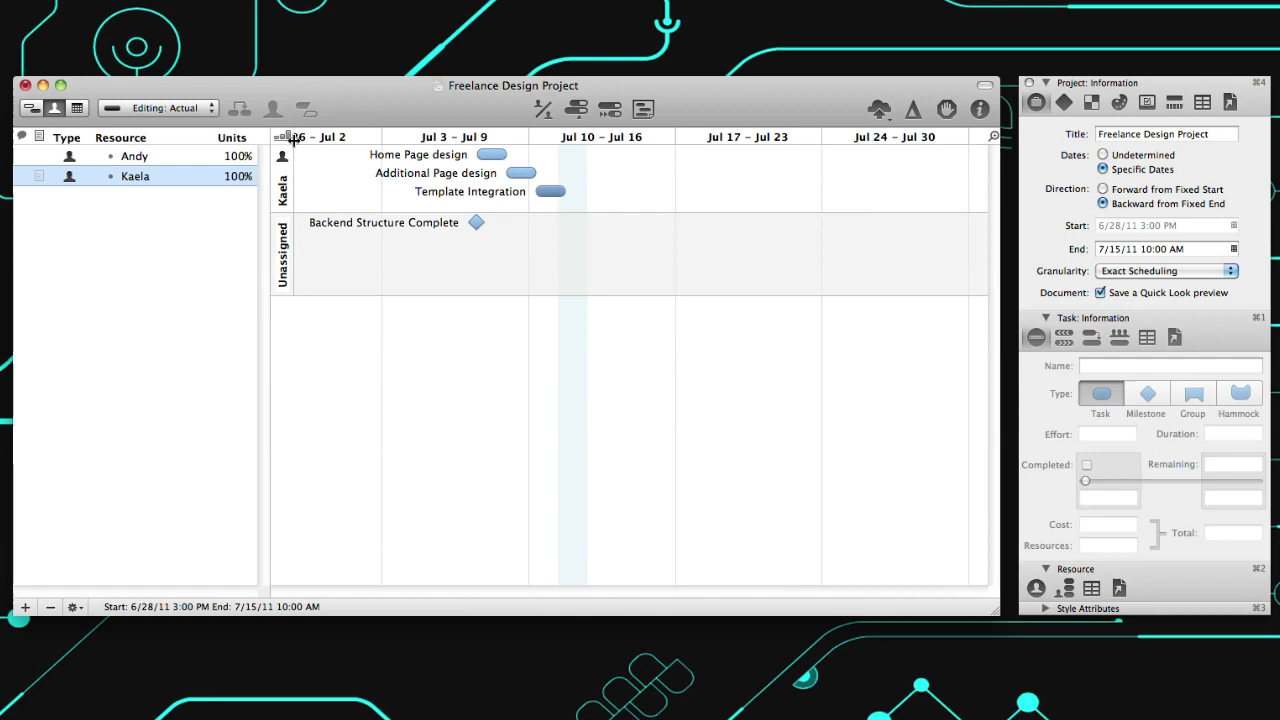 Freelance Design Project
Editing: Actual
Type Resource Units
Andy 100%
Kaela 100%
6 – Jul 2 Jul 3 – Jul 9 Jul 10 – Jul 16 Jul 17 – Jul 23 Jul 24 – Jul 30
Kaela
Home Page design
Additional Page design
Template Integration
Unassigned
Backend Structure Complete
Start: 6/28/11 3:00 PM End: 7/15/11 10:00 AM
Project: Information ⌘4
Title: Freelance Design Project
Dates: Undetermined
Specific Dates
Direction: Forward from Fixed Start
Backward from Fixed End
Start: 6/28/11 3:00 PM
End: 7/15/11 10:00 AM
Granularity: Exact Scheduling
Document: Save a Quick Look preview
Task: Information ⌘1
Name:
Type:
Task Milestone Group Hammock
Effort: Duration:
Completed: Remaining:
Cost: Total:
Resources:
Resource ⌘2
Style Attributes ⌘3